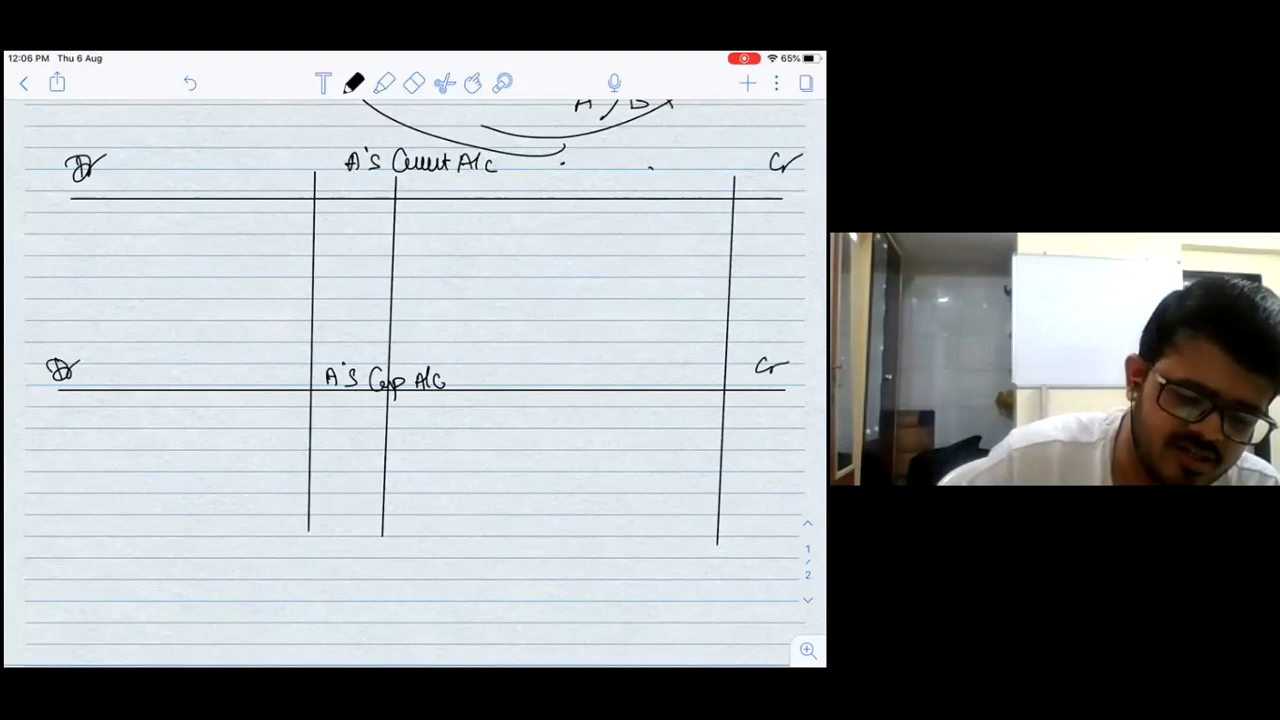 12:06 PM Thu 6 Aug 65%
T
A / B
Dr A's Current A/c Cr
Dr A's Cap A/c Cr
1
/
2